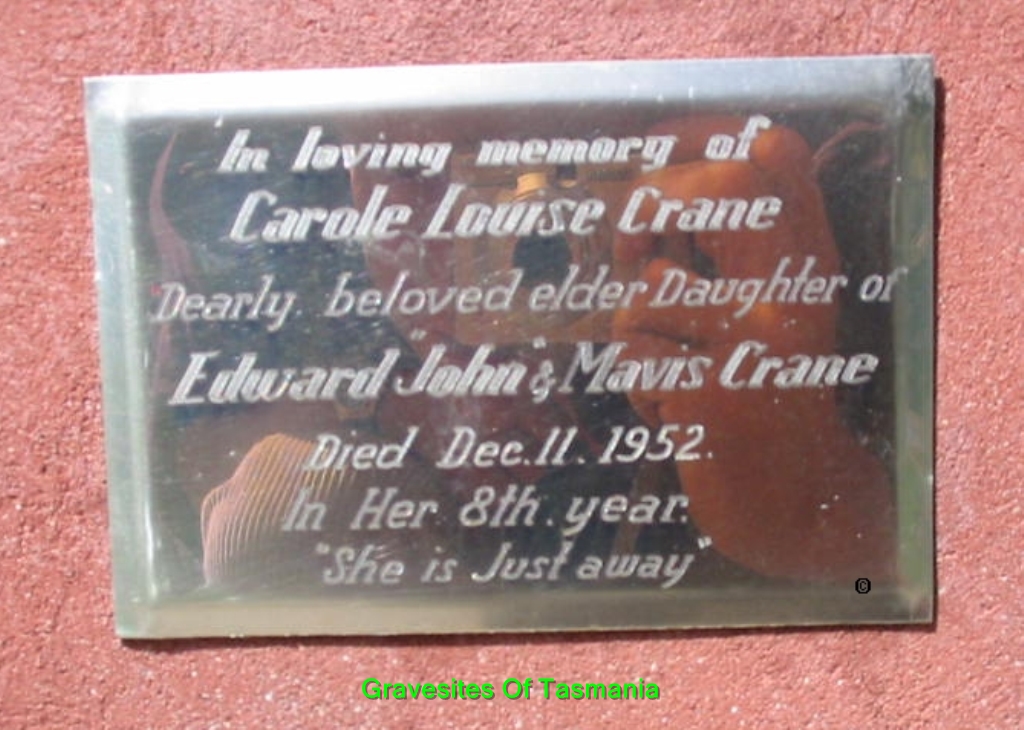 In loving memory of
Carole Louise Crane
Dearly beloved elder Daughter of
Edward "John" & Mavis Crane
Died Dec. 11. 1952.
In Her 8th. year.
"She is Just away"
©
Gravesites Of Tasmania